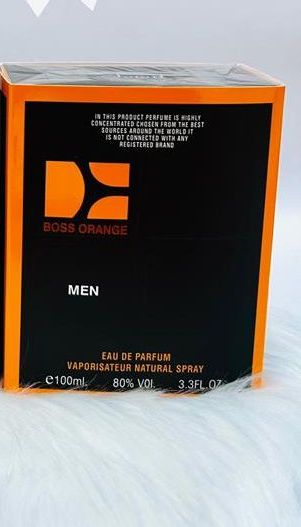 IN THIS PRODUCT PERFUME IS HIGHLY
CONCENTRATED CHOSEN FROM THE BEST
SOURCES AROUND THE WORLD IT
IS NOT CONNECTED WITH ANY
REGISTERED BRAND
BOSS ORANGE
MEN
EAU DE PARFUM
VAPORISATEUR NATURAL SPRAY
℮100ml. 80% VOl. 3.3FL.OZ